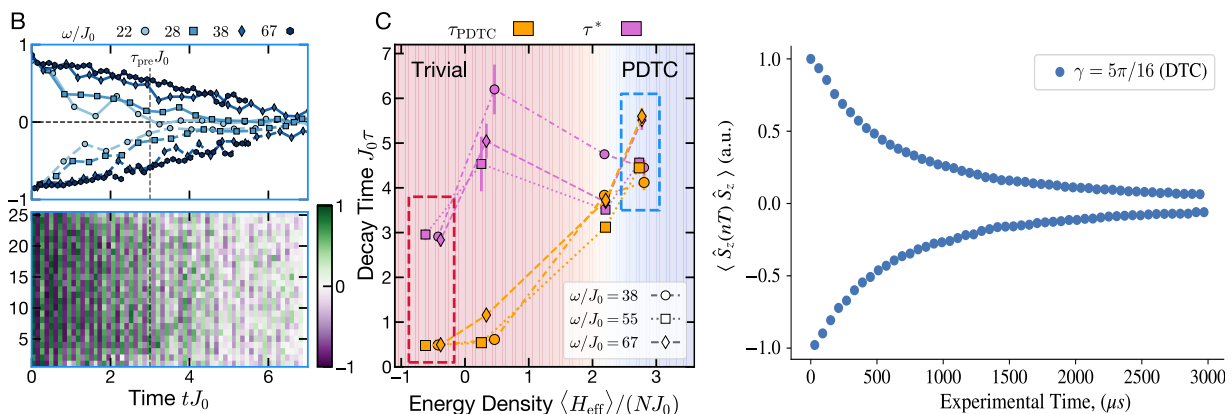 B
ω/J₀ 22 28 38 67
τ_pre J₀
1
0
−1
25
20
15
10
5
0 2 4 6
Time tJ₀
1
0
−1
C
τ_PDTC τ*
Trivial PDTC
Decay Time J₀τ
7
6
5
4
3
2
1
0
ω/J₀ = 38
ω/J₀ = 55
ω/J₀ = 67
−1 0 1 2 3
Energy Density ⟨H_eff⟩/(NJ₀)
γ = 5π/16 (DTC)
⟨ Ŝ_z(nT) Ŝ_z ⟩ (a.u.)
1.0
0.5
0.0
−0.5
−1.0
0 500 1000 1500 2000 2500 3000
Experimental Time, (μs)